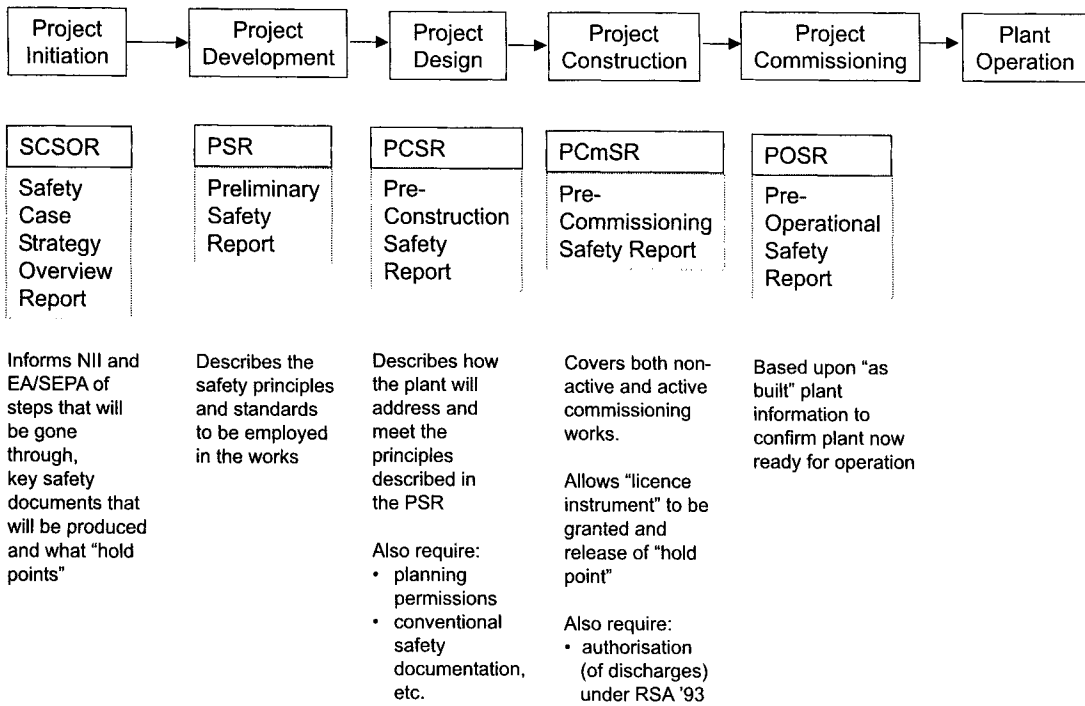 Project
Initiation
Project
Development
Project
Design
Project
Construction
Project
Commissioning
Plant
Operation
SCSOR
Safety
Case
Strategy
Overview
Report
PSR
Preliminary
Safety
Report
PCSR
Pre-
Construction
Safety
Report
PCmSR
Pre-
Commissioning
Safety Report
POSR
Pre-
Operational
Safety
Report
Informs NII and
EA/SEPA of
steps that will
be gone
through,
key safety
documents that
will be produced
and what “hold
points”
Describes the
safety principles
and standards
to be employed
in the works
Describes how
the plant will
address and
meet the
principles
described in
the PSR
Also require:
• planning
permissions
• conventional
safety
documentation,
etc.
Covers both non-
active and active
commissioning
works.
Allows “licence
instrument” to be
granted and
release of “hold
point”
Also require:
• authorisation
(of discharges)
under RSA '93
Based upon “as
built” plant
information to
confirm plant now
ready for operation